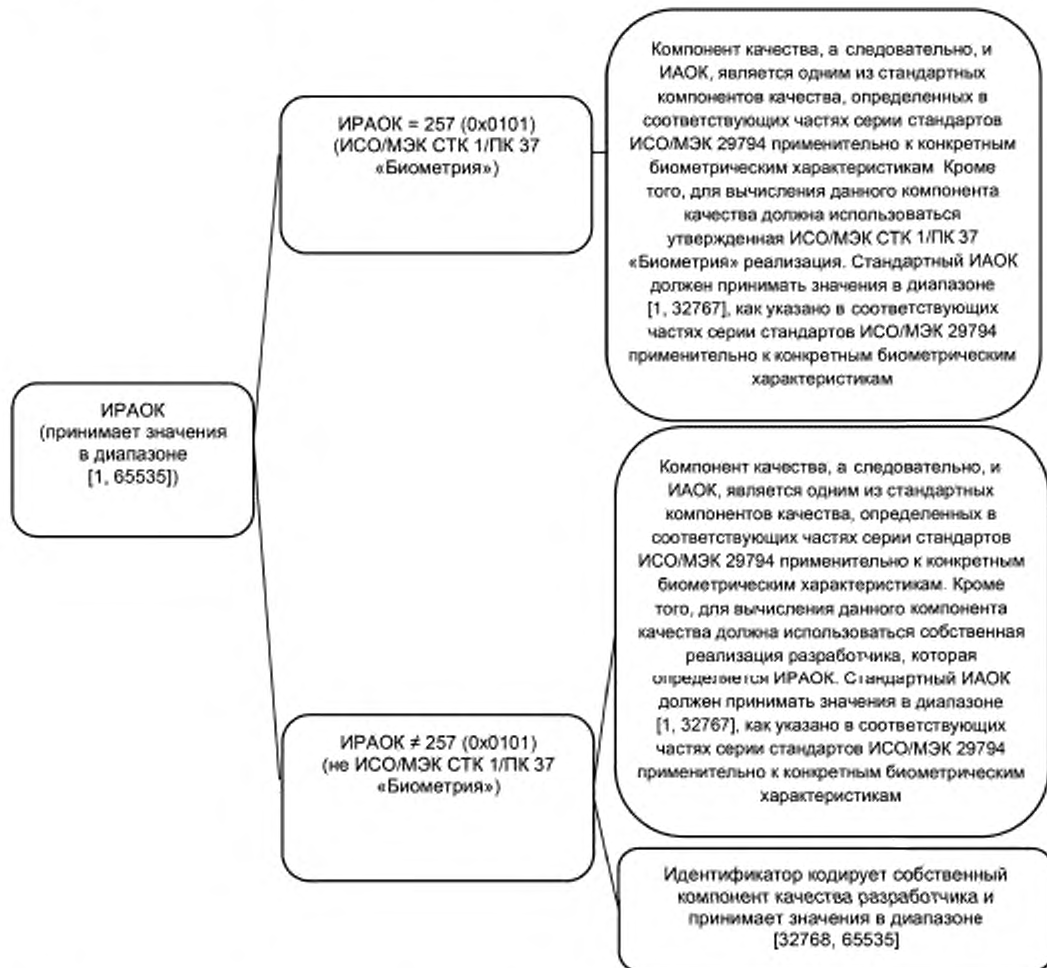 Компонент качества, а следовательно, и
ИАОК, является одним из стандартных
компонентов качества, определенных в
соответствующих частях серии стандартов
ИСО/МЭК 29794 применительно к конкретным
биометрическим характеристикам Кроме
того, для вычисления данного компонента
качества должна использоваться
утвержденная ИСО/МЭК СТК 1/ПК 37
«Биометрия» реализация. Стандартный ИАОК
должен принимать значения в диапазоне
[1, 32767], как указано в соответствующих
частях серии стандартов ИСО/МЭК 29794
применительно к конкретным биометрическим
характеристикам
ИРАОК = 257 (0x0101)
(ИСО/МЭК СТК 1/ПК 37
«Биометрия»)
ИРАОК
(принимает значения
в диапазоне
[1, 65535])
Компонент качества, а следовательно, и
ИАОК, является одним из стандартных
компонентов качества, определенных в
соответствующих частях серии стандартов
ИСО/МЭК 29794 применительно к конкретным
биометрическим характеристикам. Кроме
того, для вычисления данного компонента
качества должна использоваться собственная
реализация разработчика, которая
определяется ИРАОК. Стандартный ИАОК
должен принимать значения в диапазоне
[1, 32767], как указано в соответствующих
частях серии стандартов ИСО/МЭК 29794
применительно к конкретным биометрическим
характеристикам
ИРАОК ≠ 257 (0x0101)
(не ИСО/МЭК СТК 1/ПК 37
«Биометрия»)
Идентификатор кодирует собственный
компонент качества разработчика и
принимает значения в диапазоне
[32768, 65535]